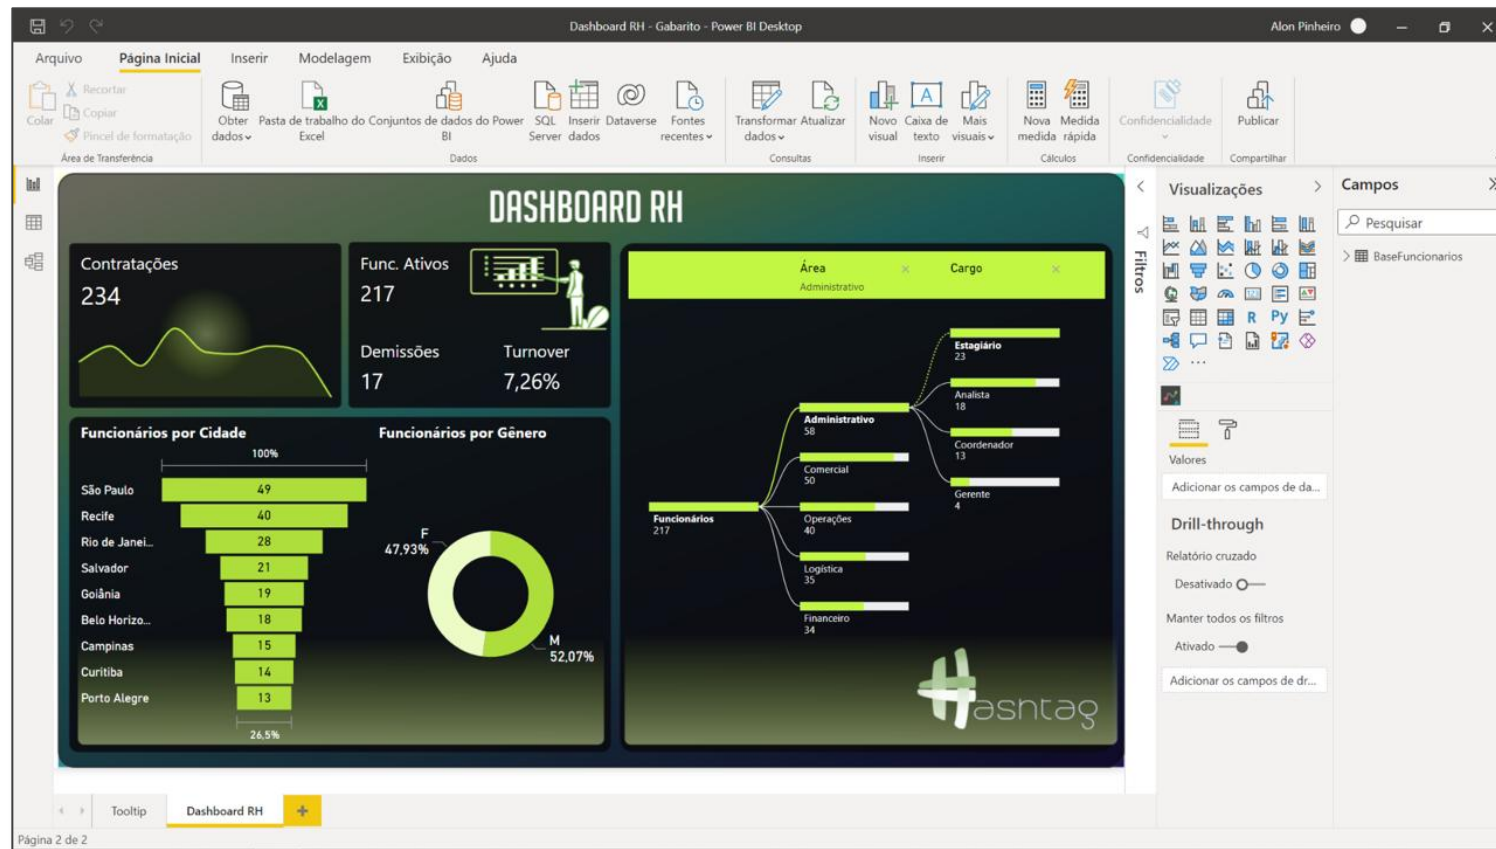 Dashboard RH - Gabarito - Power BI Desktop
Alon Pinheiro
Arquivo Página Inicial Inserir Modelagem Exibição Ajuda
Colar
Recortar
Copiar
Pincel de formatação
Área de Transferência
Obter dados
Pasta de trabalho do Excel
Conjuntos de dados do Power BI
SQL Server
Inserir dados
Dataverse
Fontes recentes
Dados
Transformar dados
Atualizar
Consultas
Novo visual
Caixa de texto
Mais visuais
Inserir
Nova medida
Medida rápida
Cálculos
Confidencialidade
Confidencialidade
Publicar
Compartilhar
DASHBOARD RH
Contratações
234
Func. Ativos
217
Demissões
17
Turnover
7,26%
Funcionários por Cidade
100%
São Paulo 49
Recife 40
Rio de Janei... 28
Salvador 21
Goiânia 19
Belo Horizo... 18
Campinas 15
Curitiba 14
Porto Alegre 13
26,5%
Funcionários por Gênero
F
47,93%
M
52,07%
Área
Administrativo
Cargo
Funcionários
217
Administrativo
58
Comercial
50
Operações
40
Logística
35
Financeiro
34
Estagiário
23
Analista
18
Coordenador
13
Gerente
4
Hashtag
Filtros
Visualizações
R Py
123
Valores
Adicionar os campos de da...
Drill-through
Relatório cruzado
Desativado
Manter todos os filtros
Ativado
Adicionar os campos de dr...
Campos
Pesquisar
BaseFuncionarios
Tooltip
Dashboard RH
+
Página 2 de 2